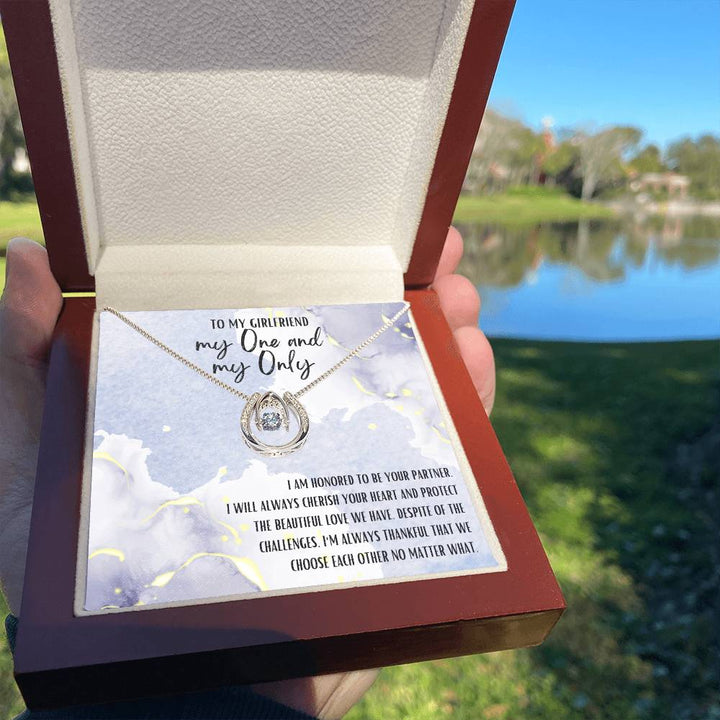 TO MY GIRLFRIEND
my One and
my Only
I AM HONORED TO BE YOUR PARTNER.
I WILL ALWAYS CHERISH YOUR HEART AND PROTECT
THE BEAUTIFUL LOVE WE HAVE. DESPITE OF THE
CHALLENGES. I'M ALWAYS THANKFUL THAT WE
CHOOSE EACH OTHER NO MATTER WHAT.